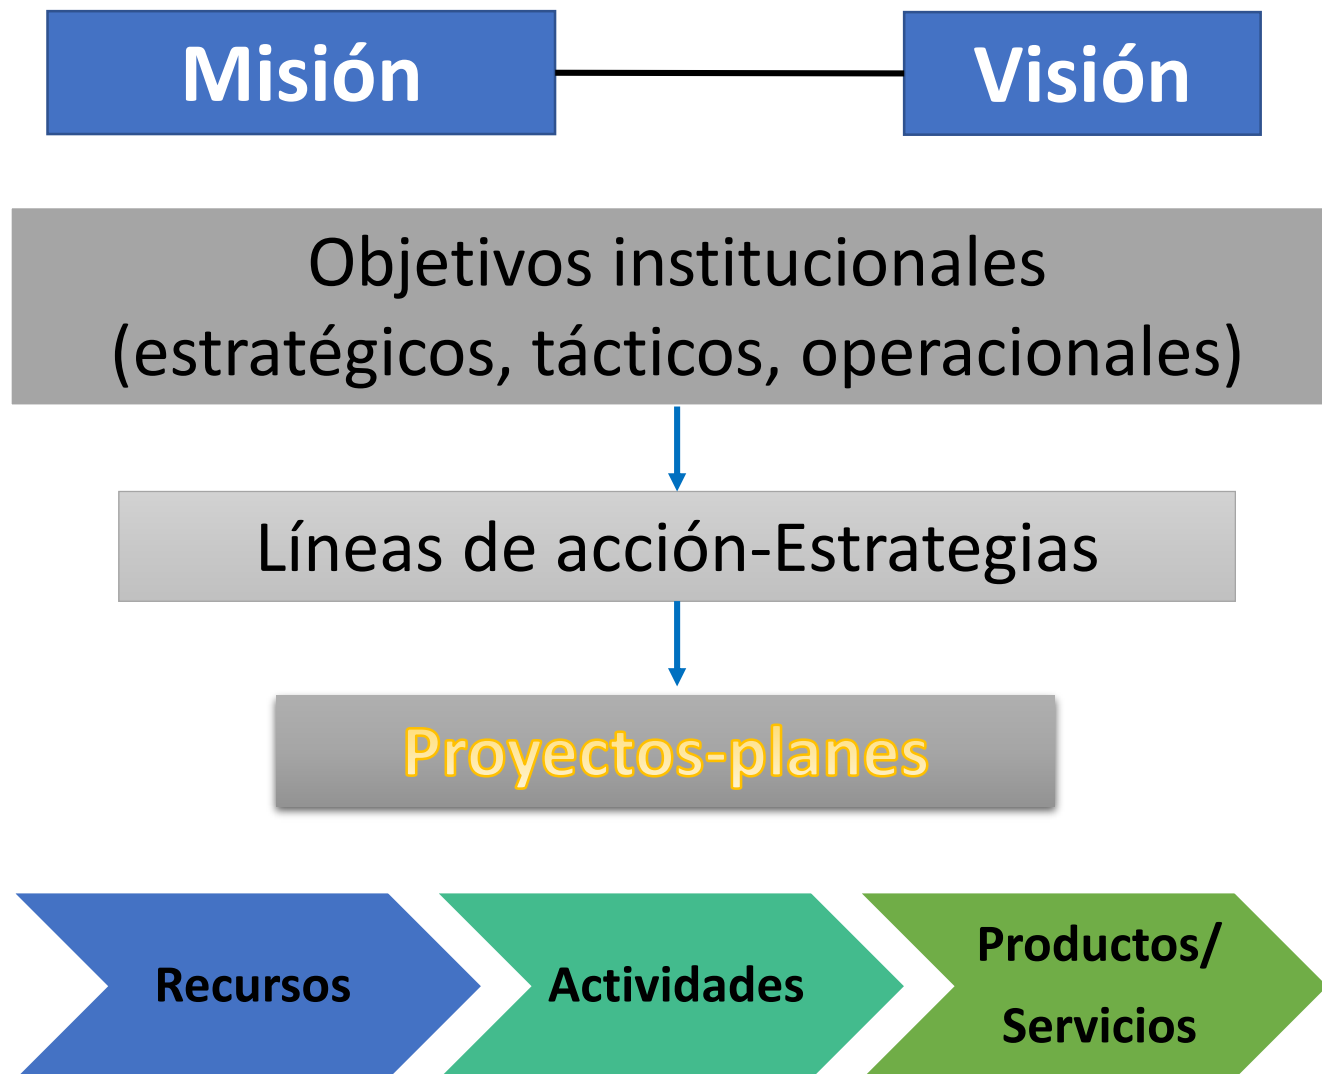 Misión
Visión
Objetivos institucionales
(estratégicos, tácticos, operacionales)
Líneas de acción-Estrategias
Proyectos-planes
Recursos
Actividades
Productos/
Servicios